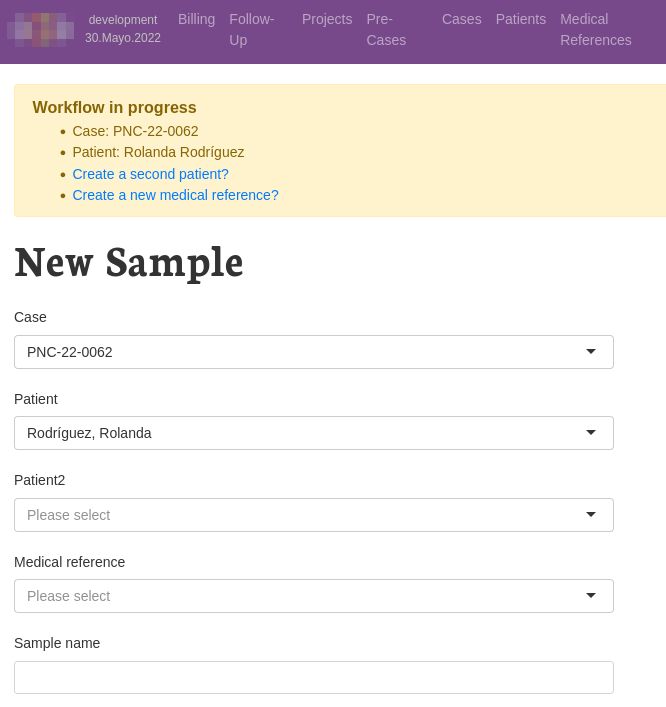 development
30.Mayo.2022
Billing
Follow-
Up
Projects
Pre-
Cases
Cases
Patients
Medical
References
Workflow in progress
• Case: PNC-22-0062
• Patient: Rolanda Rodríguez
• Create a second patient?
• Create a new medical reference?
New Sample
Case
PNC-22-0062
Patient
Rodríguez, Rolanda
Patient2
Please select
Medical reference
Please select
Sample name